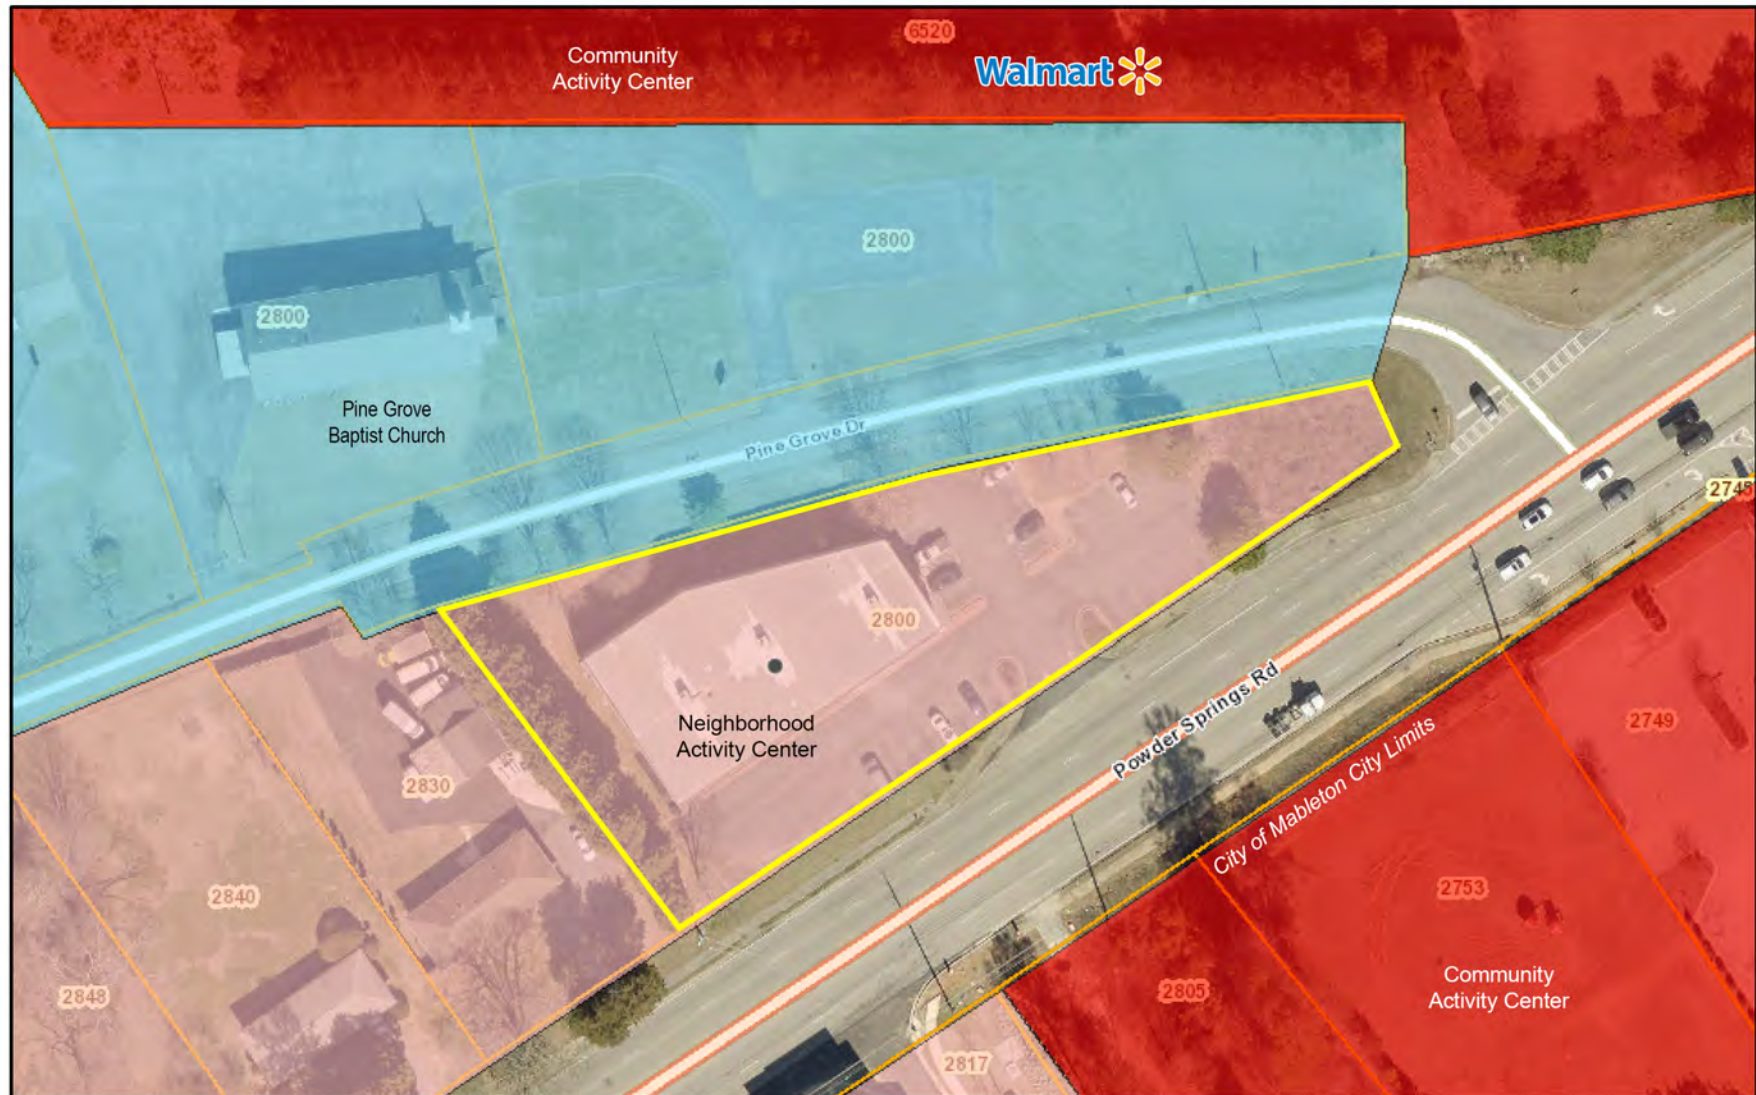 6520
Community
Activity Center
Walmart
2800
2800
Pine Grove
Baptist Church
Pine Grove Dr
2745
2800
Neighborhood
Activity Center
2830
Powder Springs Rd
2749
City of Mableton City Limits
2840
2753
2848
2805
Community
Activity Center
2817